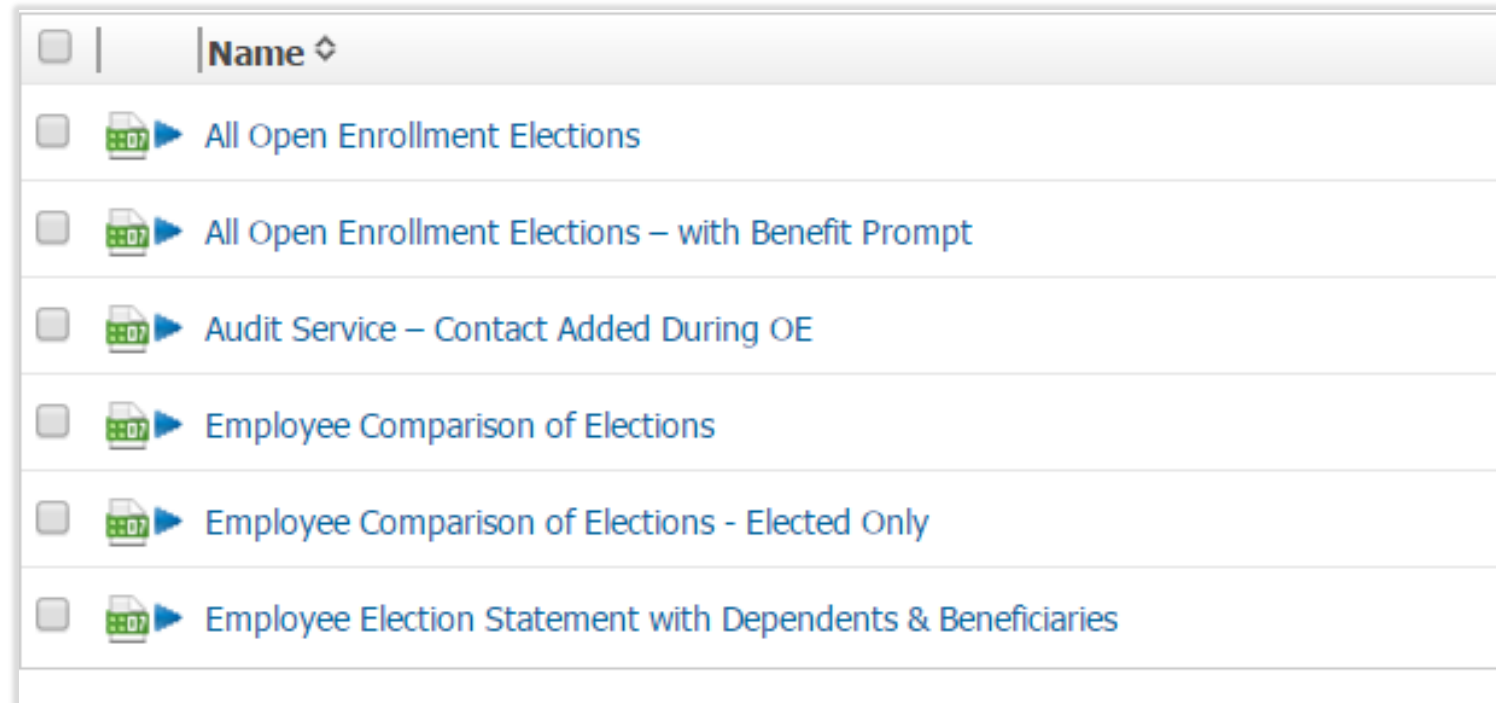 Name
All Open Enrollment Elections
All Open Enrollment Elections – with Benefit Prompt
Audit Service – Contact Added During OE
Employee Comparison of Elections
Employee Comparison of Elections - Elected Only
Employee Election Statement with Dependents & Beneficiaries